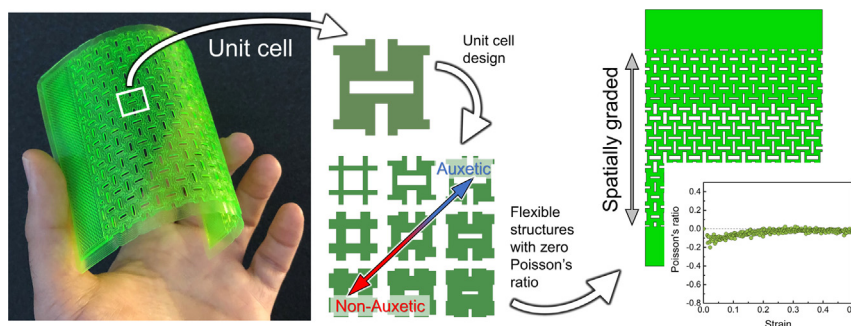 Unit cell
Unit cell
design
Auxetic
Non-Auxetic
Flexible
structures
with zero
Poisson's
ratio
Spatially graded
Poisson's ratio
0.4
0.2
0.0
-0.2
-0.4
-0.6
-0.8
0.0
0.1
0.2
0.3
0.4
Strain